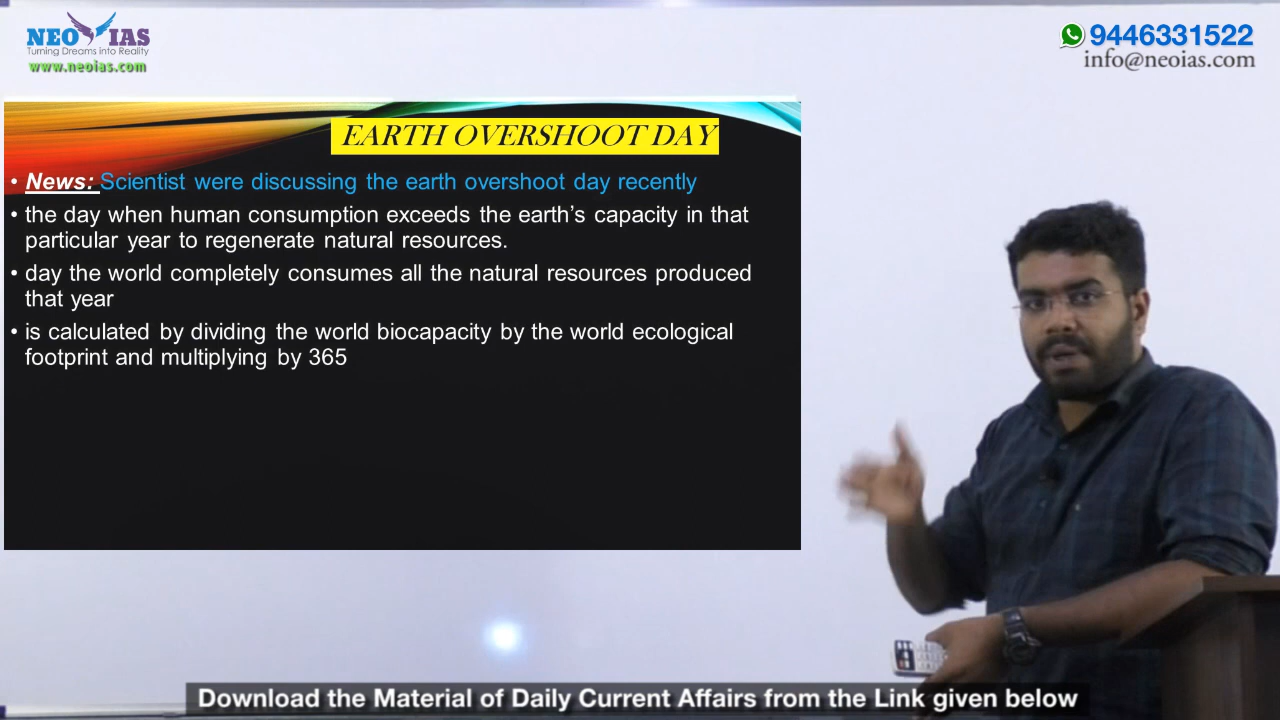 NEO IAS
Turning Dreams into Reality
www.neoias.com
9446331522
info@neoias.com
EARTH OVERSHOOT DAY
• News: Scientist were discussing the earth overshoot day recently
• the day when human consumption exceeds the earth's capacity in that
particular year to regenerate natural resources.
• day the world completely consumes all the natural resources produced
that year
• is calculated by dividing the world biocapacity by the world ecological
footprint and multiplying by 365
Download the Material of Daily Current Affairs from the Link given below